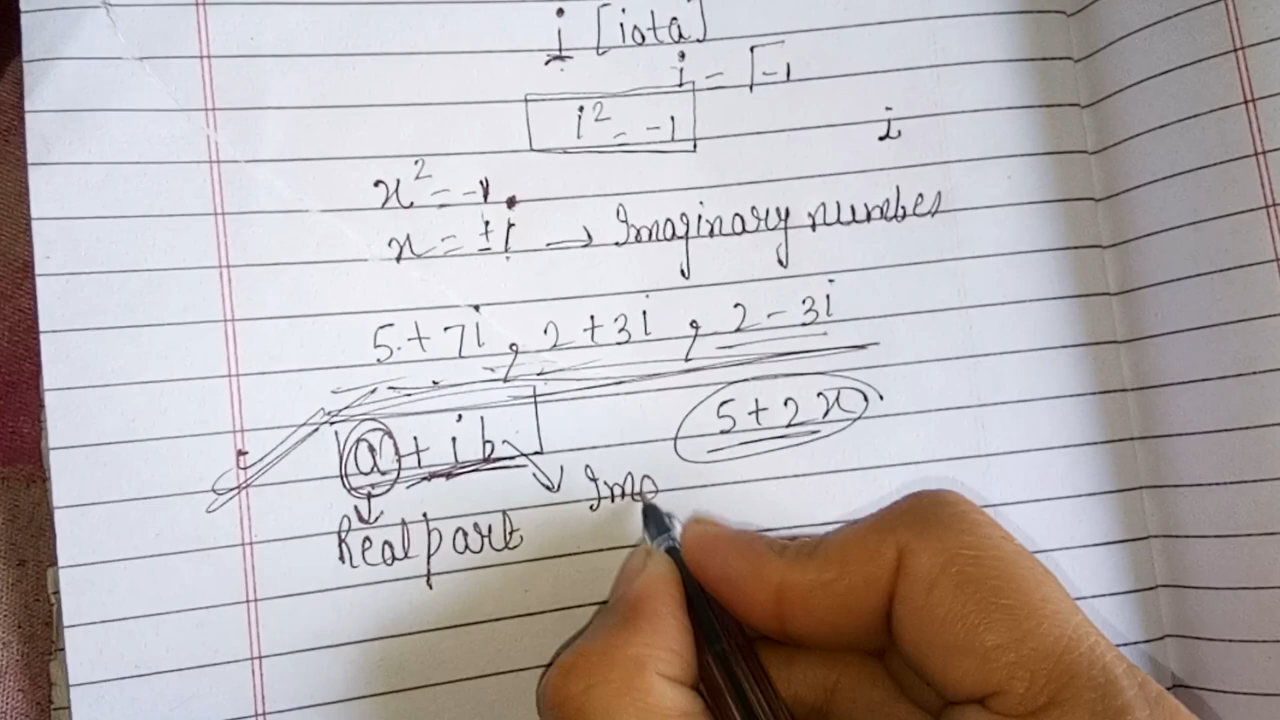 i [iota]
i = √-1
i² = -1
i
x² = -1
x = ±i → Imaginary number
5+7i, 2+3i, 2-3i
5+2x
a + ib
Ima
Real part